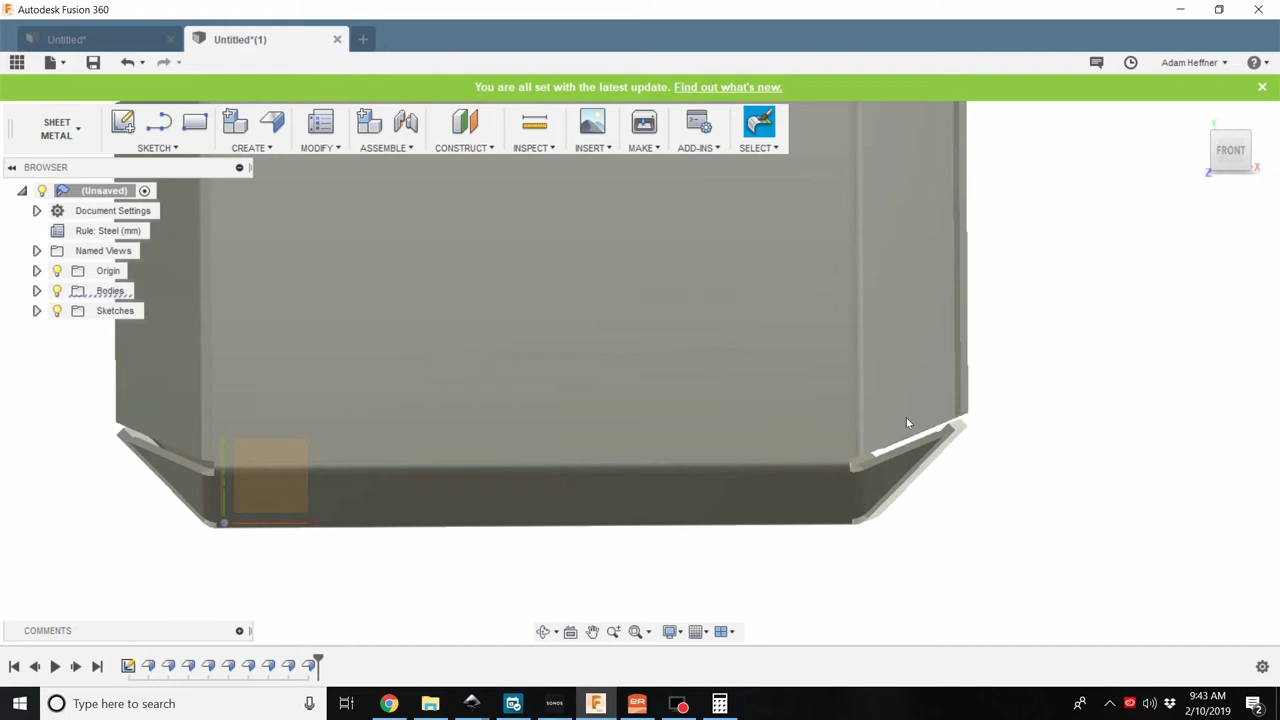 Autodesk Fusion 360
Untitled*
Untitled*(1)
Adam Heffner
You are all set with the latest update. Find out what's new.
SHEET METAL
SKETCH
CREATE
MODIFY
ASSEMBLE
CONSTRUCT
INSPECT
INSERT
MAKE
ADD-INS
SELECT
Y
FRONT
X
Z
BROWSER
(Unsaved)
Document Settings
Rule: Steel (mm)
Named Views
Origin
Bodies
Sketches
COMMENTS
Type here to search
SONOS
eR
9:43 AM
2/10/2019
2